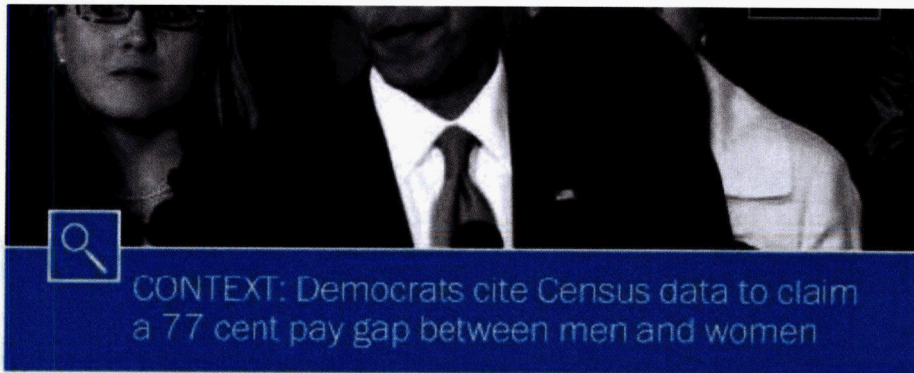 CONTEXT: Democrats cite Census data to claim
a 77 cent pay gap between men and women